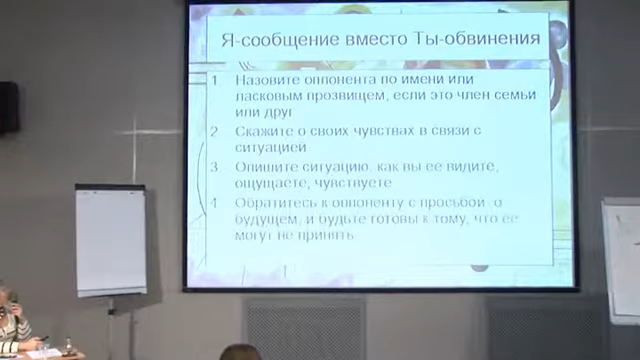 Я-сообщение вместо Ты-обвинения
1 Назовите оппонента по имени или
ласковым прозвищем, если это член семьи
или друг
2 Скажите о своих чувствах в связи с
ситуацией
3 Опишите ситуацию, как вы ее видите,
ощущаете, чувствуете
4 Обратитесь к оппоненту с просьбой о
будущем, и будьте готовы к тому, что ее
могут не принять